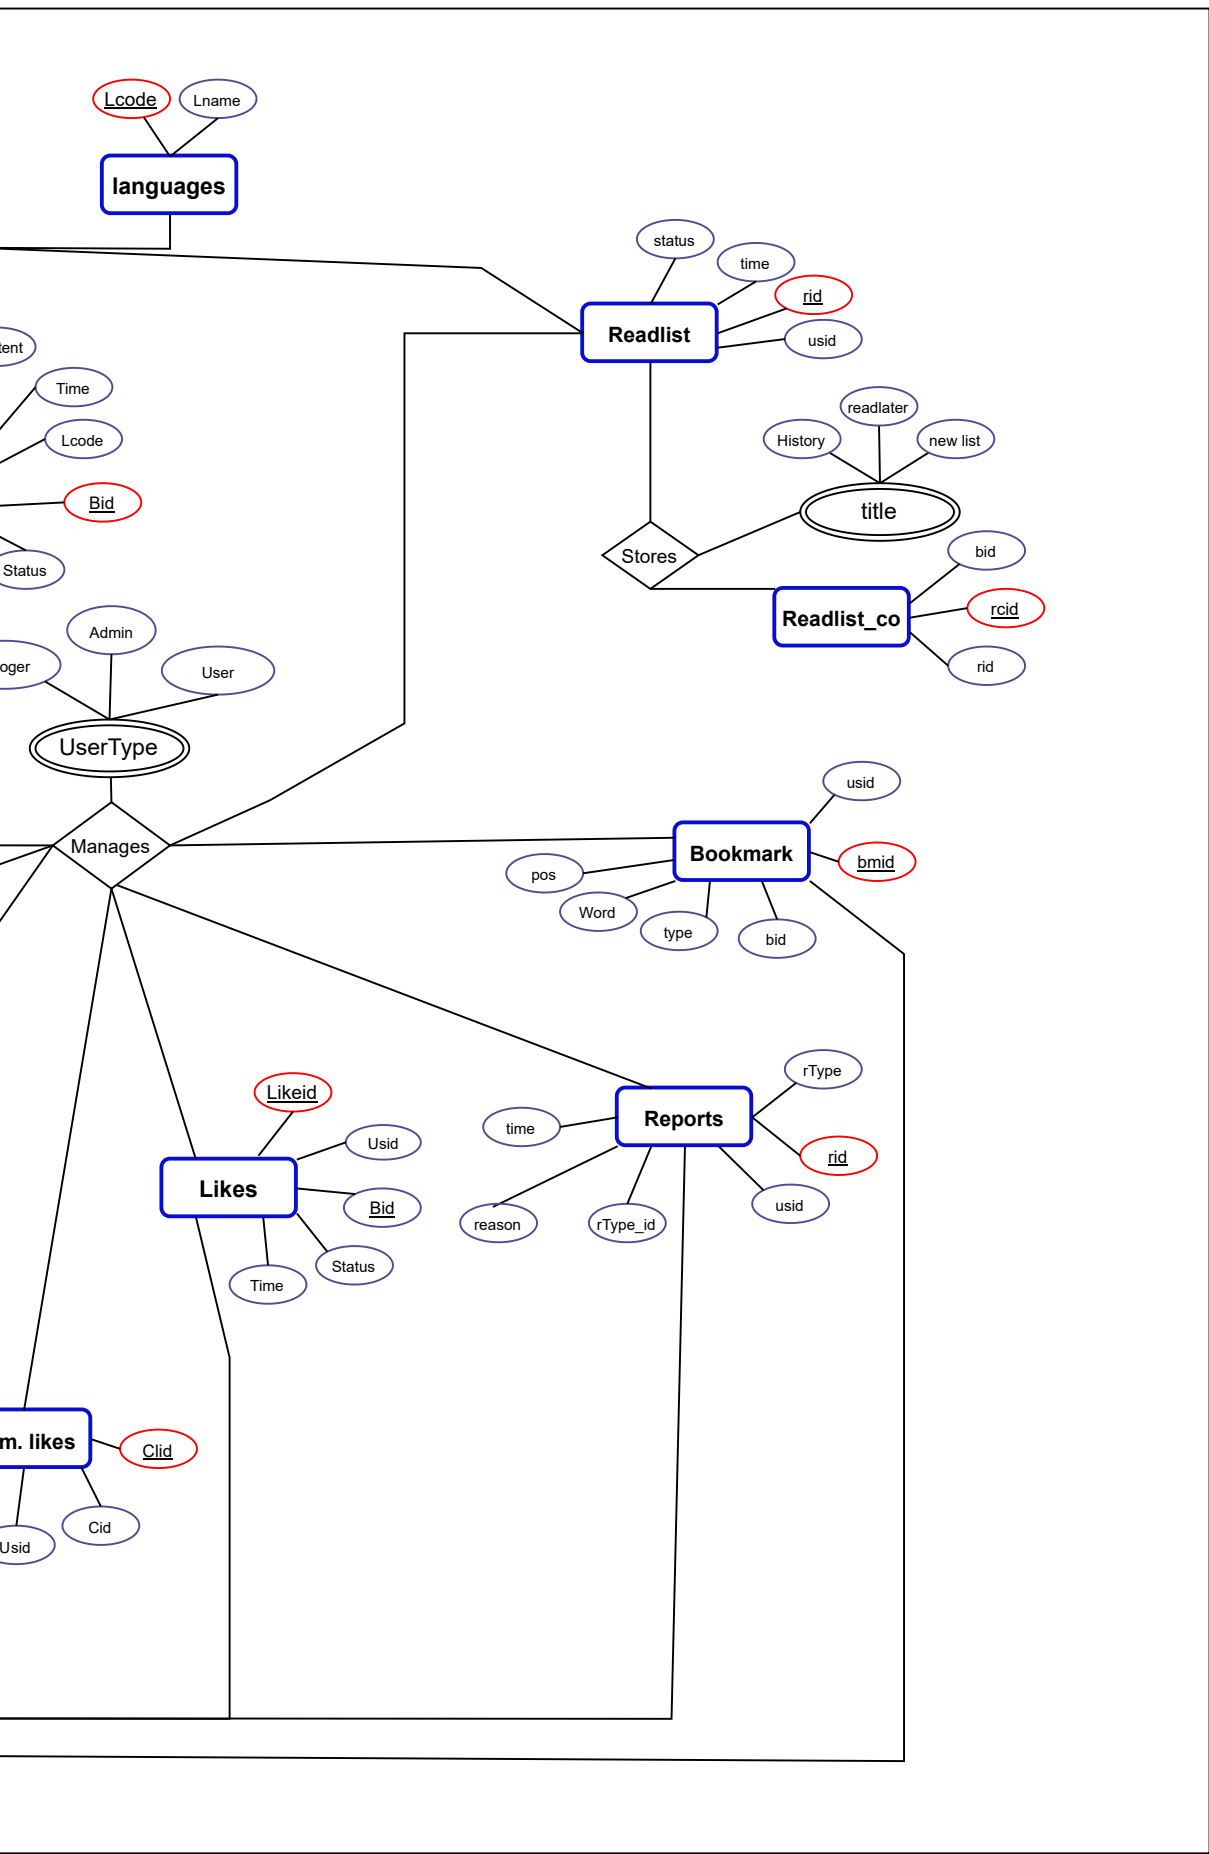 Lcode
Lname
languages
status
time
rid
usid
Readlist
tent
Time
Lcode
Bid
Status
readlater
History
new list
title
Stores
bid
rcid
rid
Readlist_co
Admin
oger
User
UserType
Manages
usid
Bookmark
bmid
pos
Word
type
bid
rType
Reports
time
rid
usid
reason
rType_id
Likeid
Usid
Likes
Bid
Status
Time
m. likes
Clid
Cid
Usid